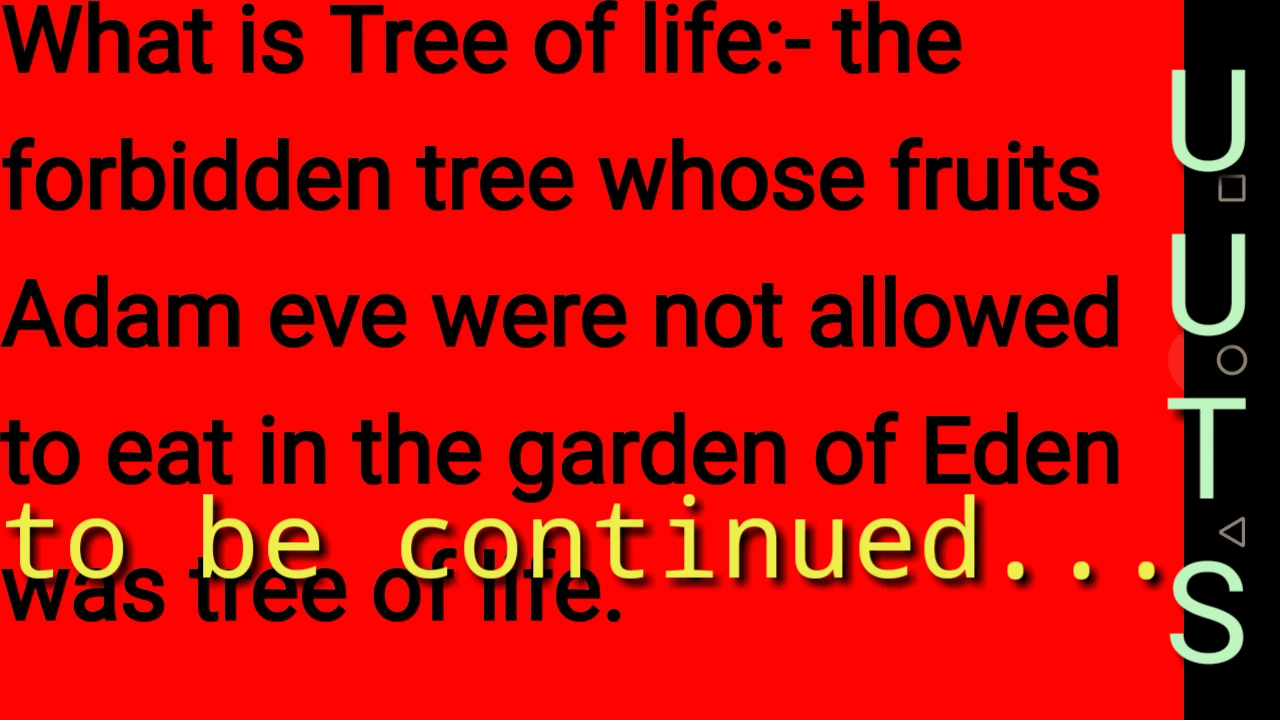 What is Tree of life:- the
forbidden tree whose fruits
Adam eve were not allowed
to eat in the garden of Eden
to be continued...
was tree of life.
U
U
T
S